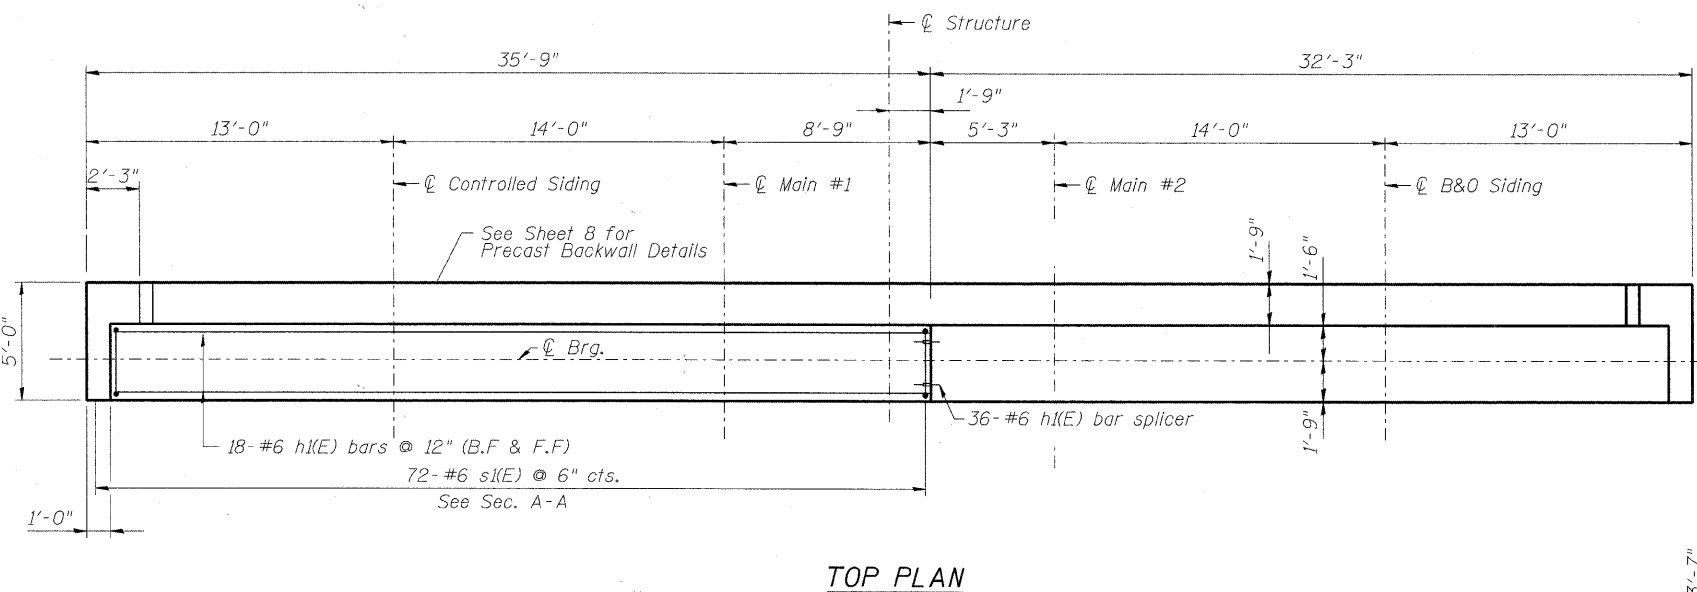 ℄ Structure
35'-9"
32'-3"
1'-9"
13'-0"
14'-0"
8'-9"
5'-3"
14'-0"
13'-0"
2'-3"
℄ Controlled Siding
℄ Main #1
℄ Main #2
℄ B&O Siding
See Sheet 8 for
Precast Backwall Details
1'-9"
1'-6"
5'-0"
℄ Brg.
36-#6 h1(E) bar splicer
1'-9"
18-#6 h1(E) bars @ 12" (B.F & F.F)
72-#6 s1(E) @ 6" cts.
See Sec. A-A
1'-0"
TOP PLAN
3'-7"